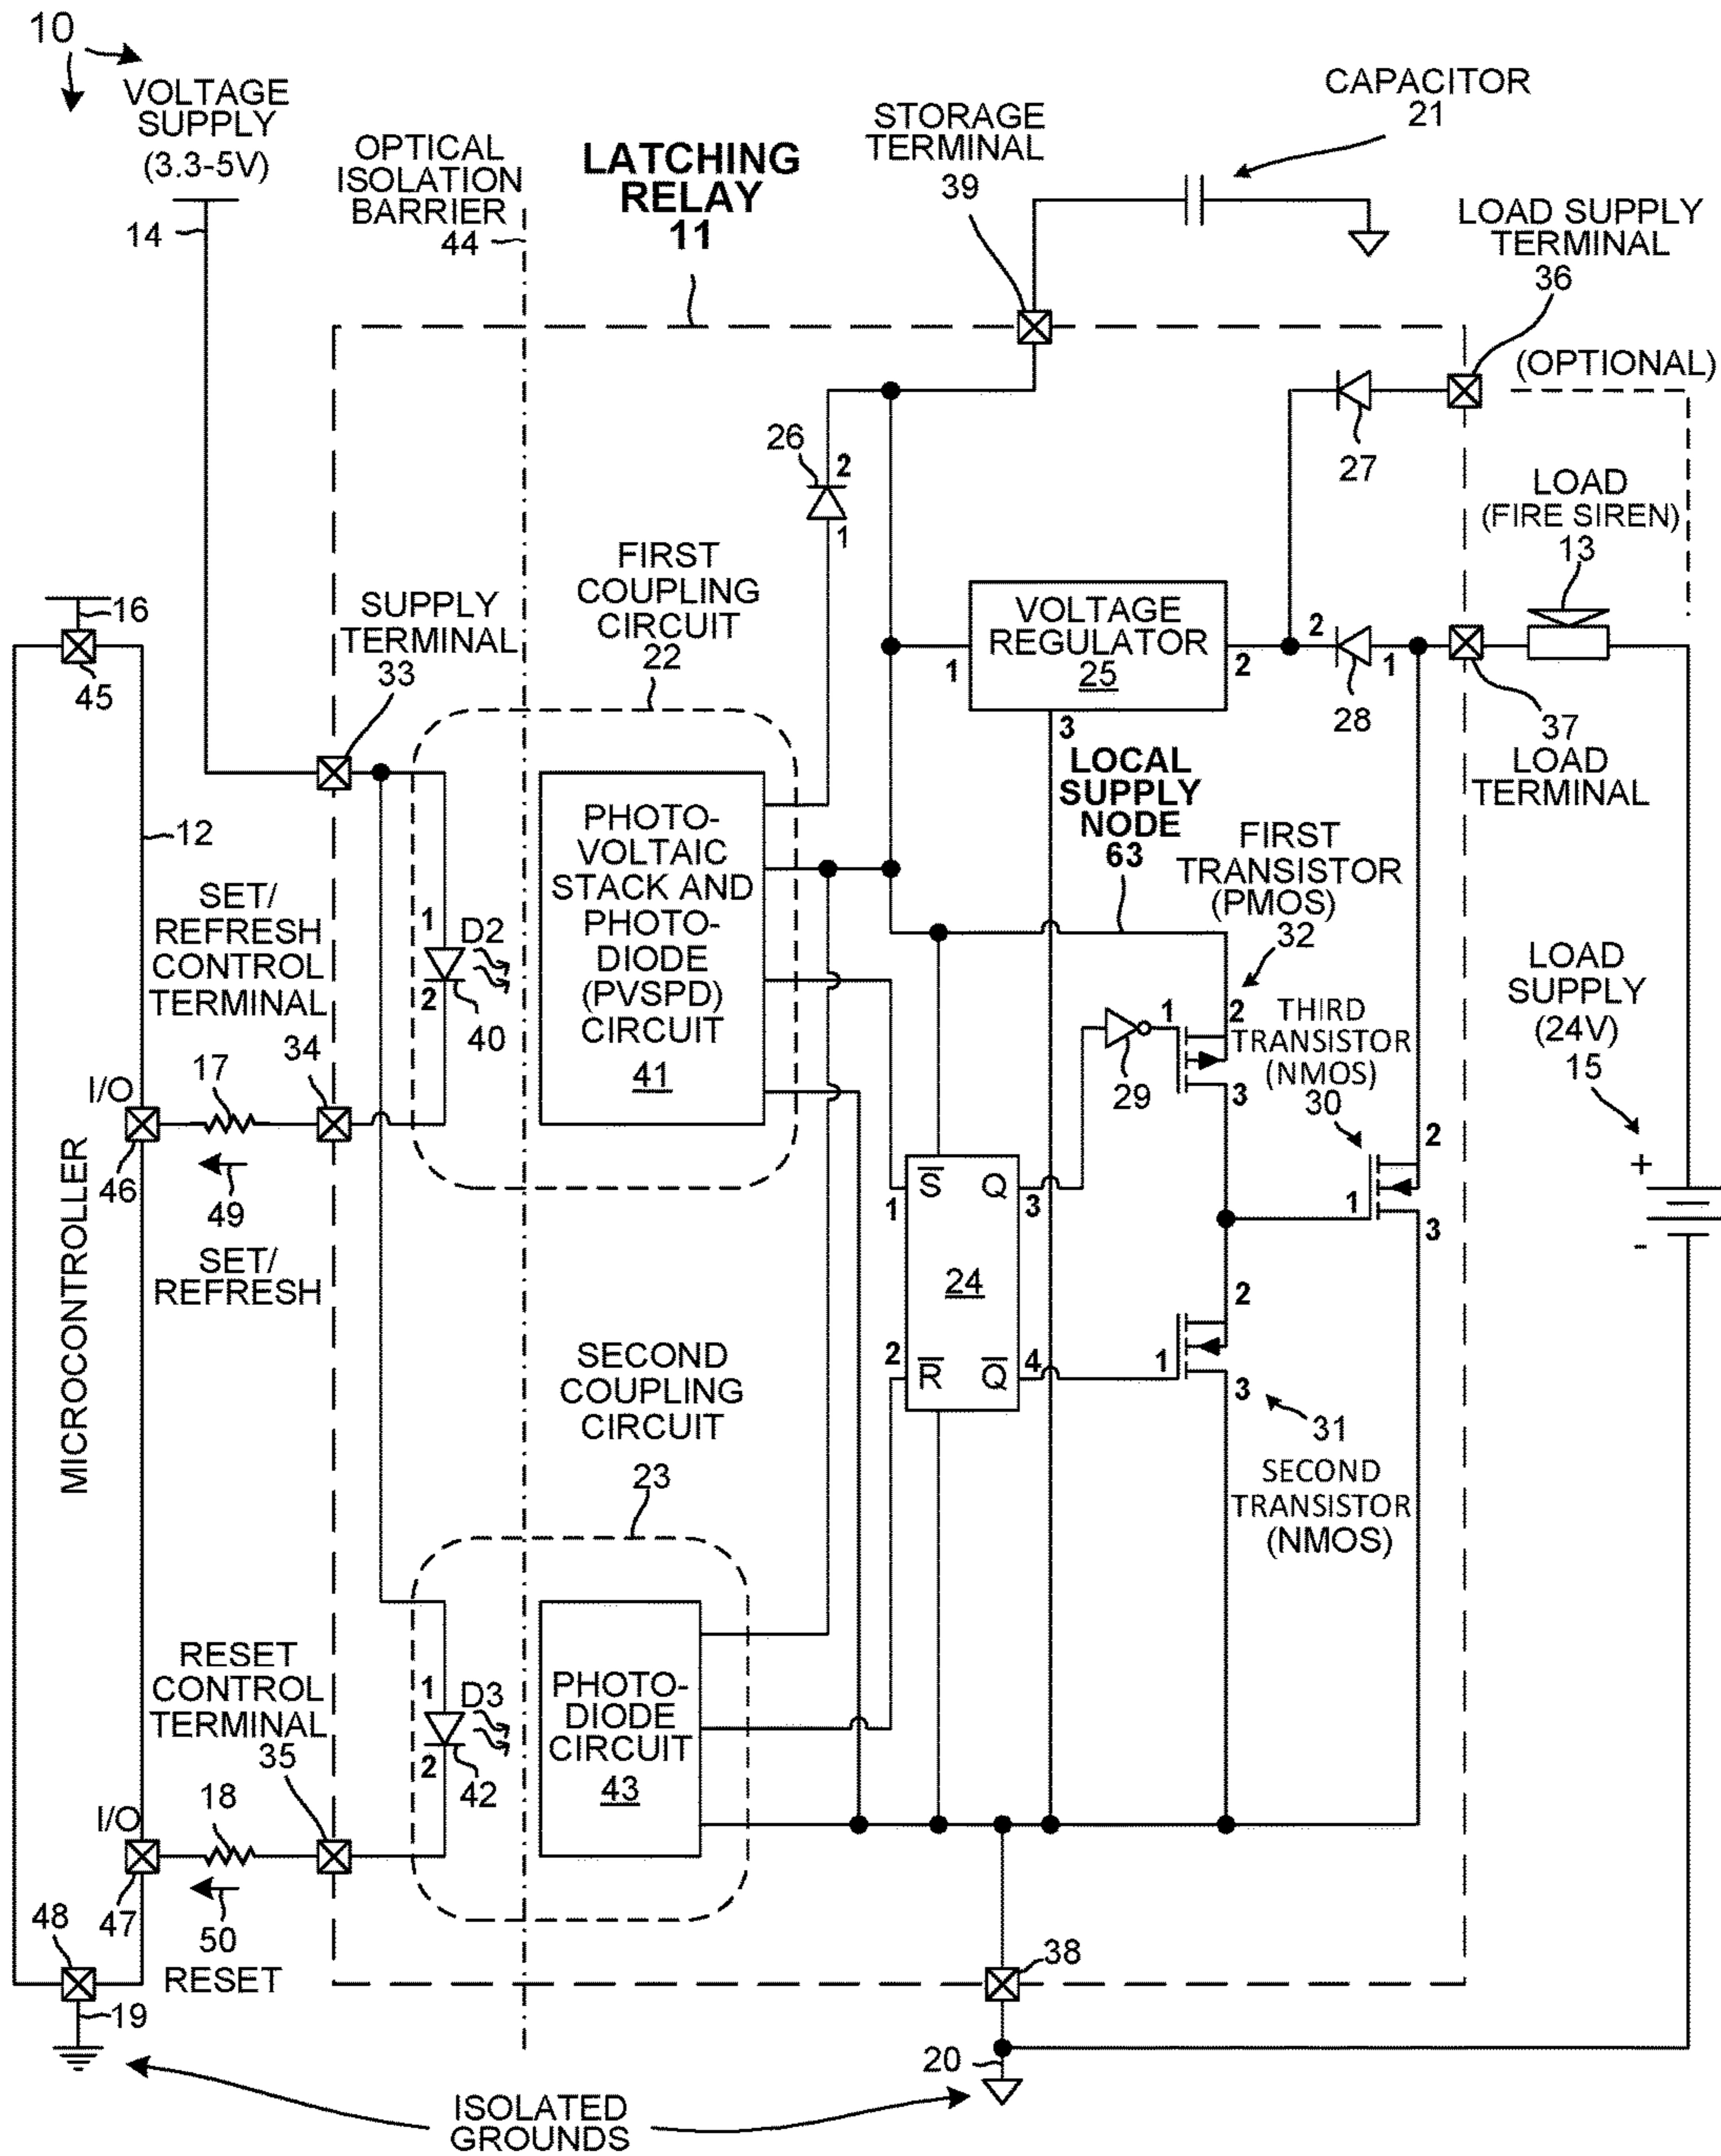 10
VOLTAGE
SUPPLY
(3.3-5V)
14
OPTICAL
ISOLATION
BARRIER
44
LATCHING
RELAY
11
STORAGE
TERMINAL
39
CAPACITOR
21
LOAD SUPPLY
TERMINAL
36
(OPTIONAL)
27
26
2
1
LOAD
(FIRE SIREN)
13
16
45
SUPPLY
TERMINAL
33
FIRST
COUPLING
CIRCUIT
22
VOLTAGE
REGULATOR
25
1
2
3
2
1
28
37
LOAD
TERMINAL
LOCAL
SUPPLY
NODE
63
FIRST
TRANSISTOR
(PMOS)
32
12
SET/
REFRESH
CONTROL
TERMINAL
34
1
D2
2
40
PHOTO-
VOLTAIC
STACK AND
PHOTO-
DIODE
(PVSPD)
CIRCUIT
41
LOAD
SUPPLY
(24V)
15
+
-
1
2
3
29
THIRD
TRANSISTOR
(NMOS)
30
2
1
3
I/O
46
17
49
SET/
REFRESH
MICROCONTROLLER
S
Q
1
3
24
2
4
R
Q
2
1
3
31
SECOND
TRANSISTOR
(NMOS)
SECOND
COUPLING
CIRCUIT
23
RESET
CONTROL
TERMINAL
35
1
D3
2
42
PHOTO-
DIODE
CIRCUIT
43
I/O
47
18
50
RESET
48
19
38
20
ISOLATED
GROUNDS